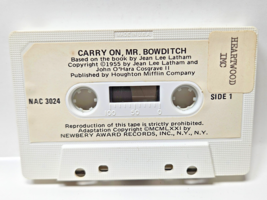 CARRY ON, MR. BOWDITCH
Based on the book by Jean Lee Latham
Copyright ©1955 by Jean Lee Latham and
John O'Hara Cosgrave II
Published by Houghton Mifflin Company
HEARTWOOD
NAC 3024
SIDE 1
Reproduction of this tape is strictly prohibited.
Adaptation Copyright ©MCMLXXI by
NEWBERY AWARD RECORDS, INC., N.Y., N.Y.